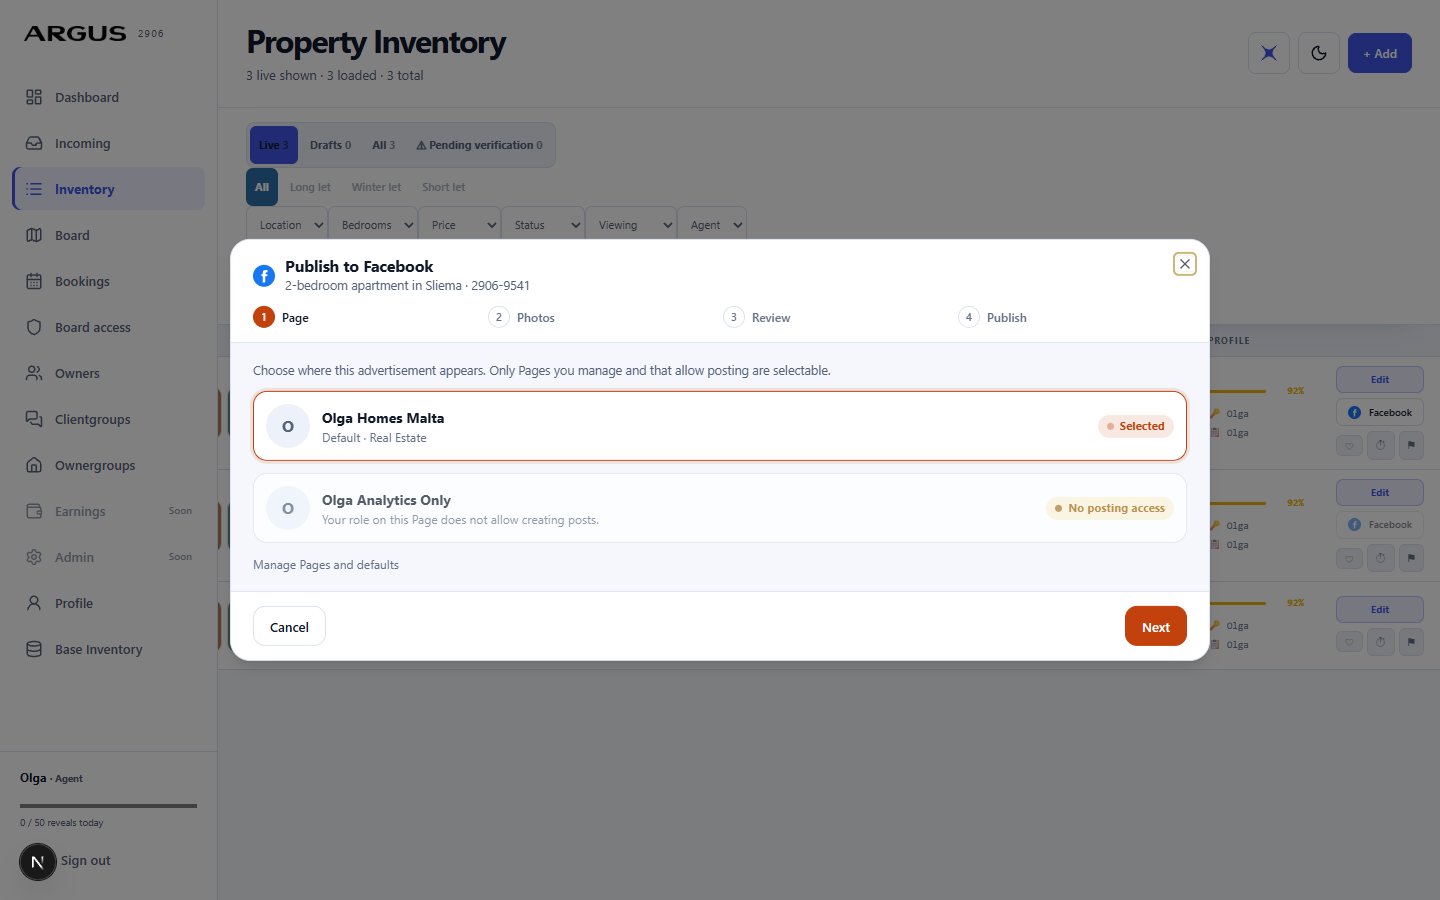 ARGUS 2906
Dashboard
Incoming
Inventory
Board
Bookings
Board access
Owners
Clientgroups
Ownergroups
Earnings Soon
Admin Soon
Profile
Base Inventory
Olga · Agent
0 / 50 reveals today
N Sign out
Property Inventory
3 live shown · 3 loaded · 3 total
+ Add
Live 3 Drafts 0 All 3 ⚠ Pending verification 0
All Long let Winter let Short let
Location Bedrooms Price Status Viewing Agent
Publish to Facebook
2-bedroom apartment in Sliema · 2906-9541
1 Page 2 Photos 3 Review 4 Publish
Choose where this advertisement appears. Only Pages you manage and that allow posting are selectable.
O Olga Homes Malta
Default · Real Estate
Selected
O Olga Analytics Only
Your role on this Page does not allow creating posts.
No posting access
Manage Pages and defaults
Cancel Next
PROFILE
92% Edit
Olga Facebook
Olga
92% Edit
Olga Facebook
Olga
92% Edit
Olga
Olga